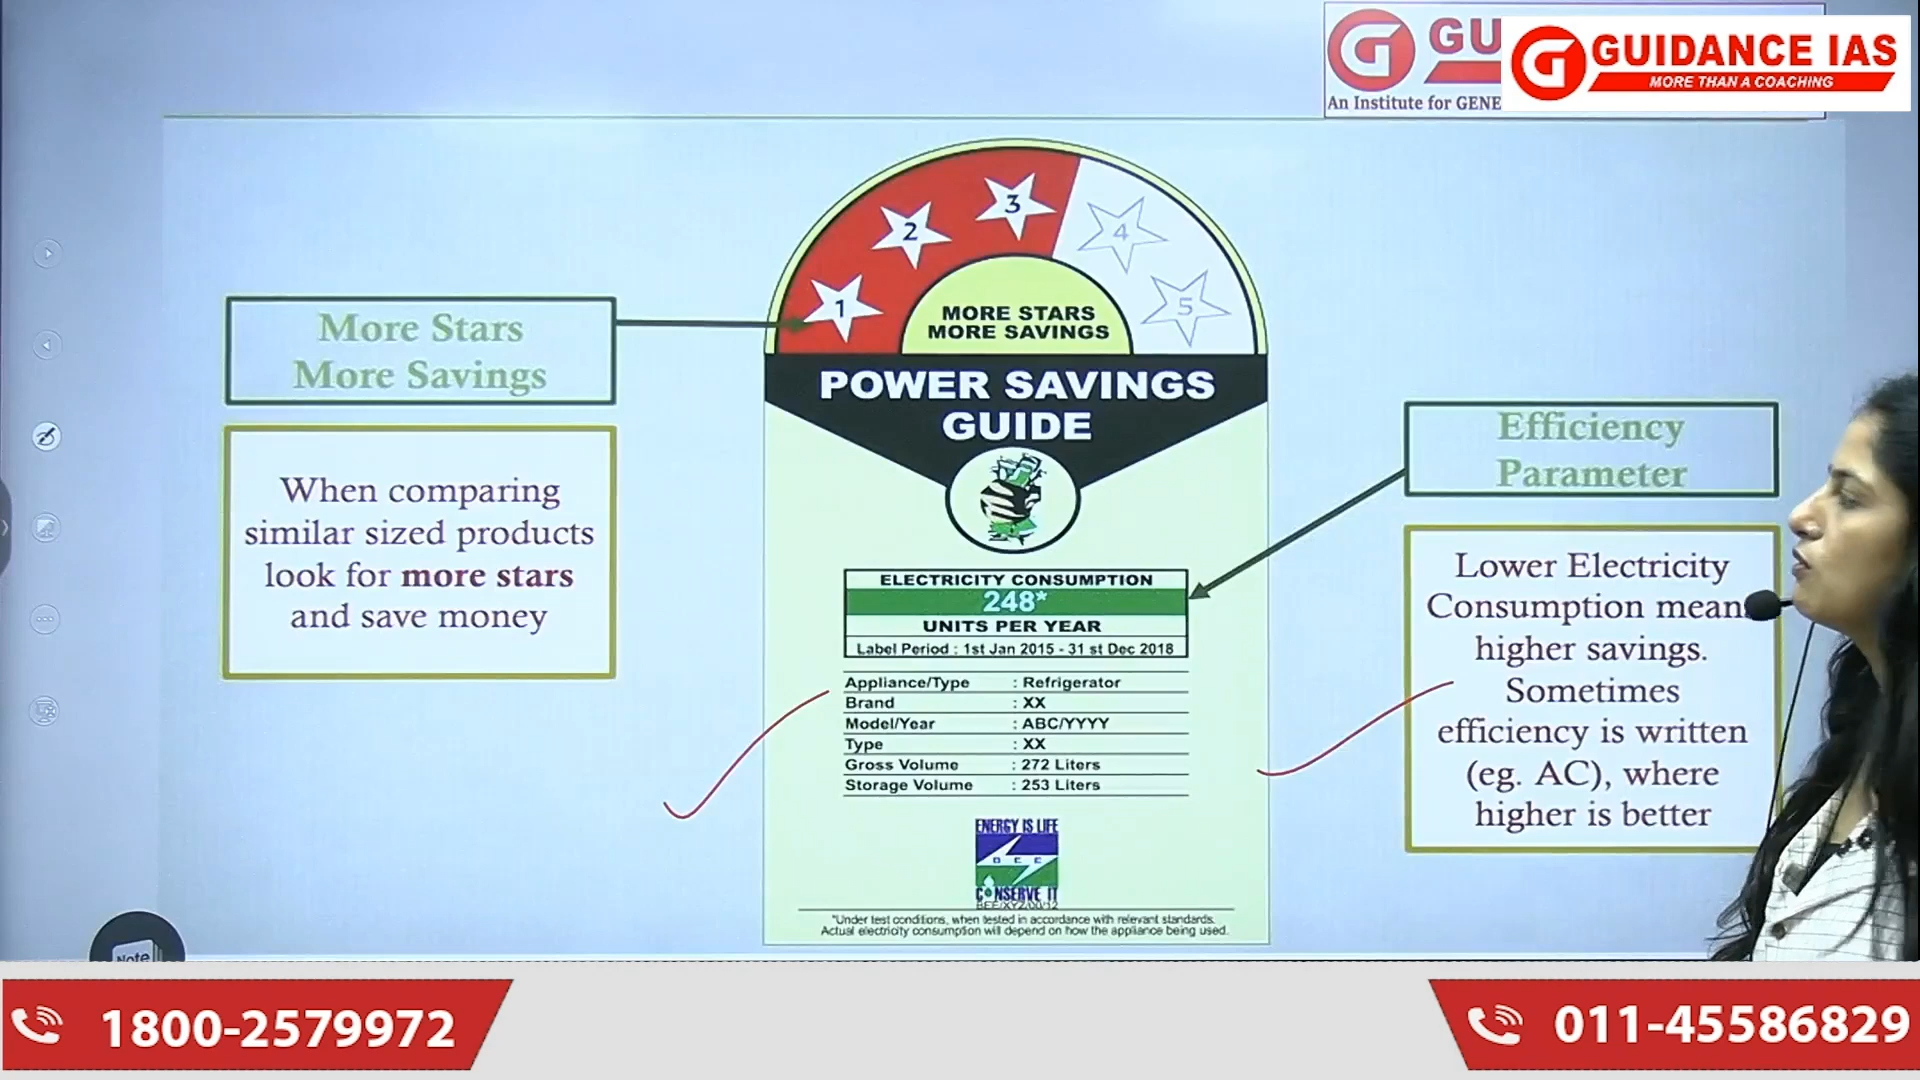 GU
An Institute for GENE
GUIDANCE IAS
MORE THAN A COACHING
1
2
3
4
5
MORE STARS
MORE SAVINGS
POWER SAVINGS
GUIDE
More Stars
More Savings
When comparing
similar sized products
look for more stars
and save money
ELECTRICITY CONSUMPTION
248*
UNITS PER YEAR
Label Period : 1st Jan 2015 - 31 st Dec 2018
Appliance/Type : Refrigerator
Brand : XX
Model/Year : ABC/YYYY
Type : XX
Gross Volume : 272 Liters
Storage Volume : 253 Liters
ENERGY IS LIFE
BEE
CONSERVE IT
BEE/XYZ/00/12
*Under test conditions, when tested in accordance with relevant standards.
Actual electricity consumption will depend on how the appliance being used.
Efficiency
Parameter
Lower Electricity
Consumption means
higher savings.
Sometimes
efficiency is written
(eg. AC), where
higher is better
Note
1800-2579972
011-45586829